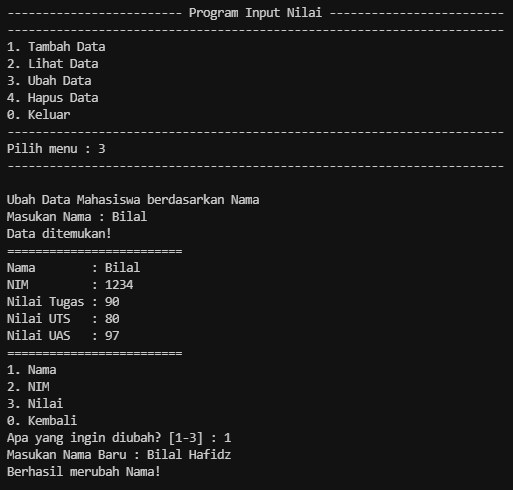 ------------------------- Program Input Nilai -------------------------
-----------------------------------------------------------------------
1. Tambah Data
2. Lihat Data
3. Ubah Data
4. Hapus Data
0. Keluar
-----------------------------------------------------------------------
Pilih menu : 3
-----------------------------------------------------------------------

Ubah Data Mahasiswa berdasarkan Nama
Masukan Nama : Bilal
Data ditemukan!
=========================
Nama        : Bilal
NIM         : 1234
Nilai Tugas : 90
Nilai UTS   : 80
Nilai UAS   : 97
=========================
1. Nama
2. NIM
3. Nilai
0. Kembali
Apa yang ingin diubah? [1-3] : 1
Masukan Nama Baru : Bilal Hafidz
Berhasil merubah Nama!